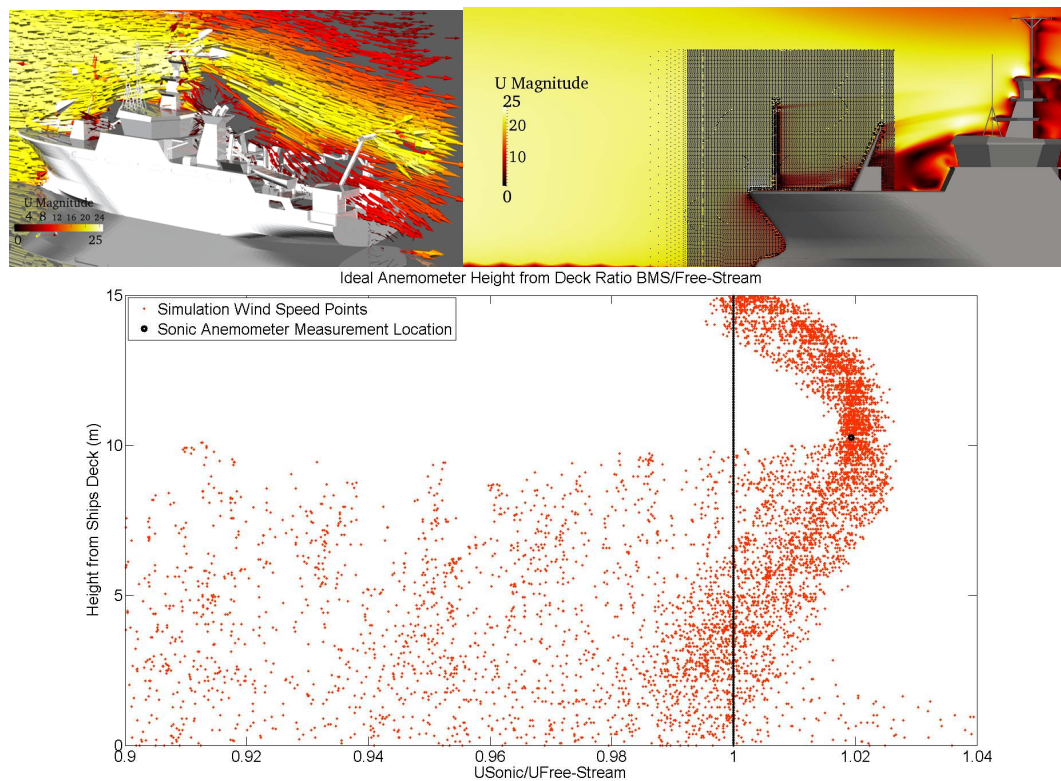 U Magnitude
4 8 12 16 20 24
0 25
U Magnitude
25
20
10
0
Ideal Anemometer Height from Deck Ratio BMS/Free-Stream
Simulation Wind Speed Points
Sonic Anemometer Measurement Location
Height from Ships Deck (m)
15
10
5
0
0.9 0.92 0.94 0.96 0.98 1 1.02 1.04
USonic/UFree-Stream